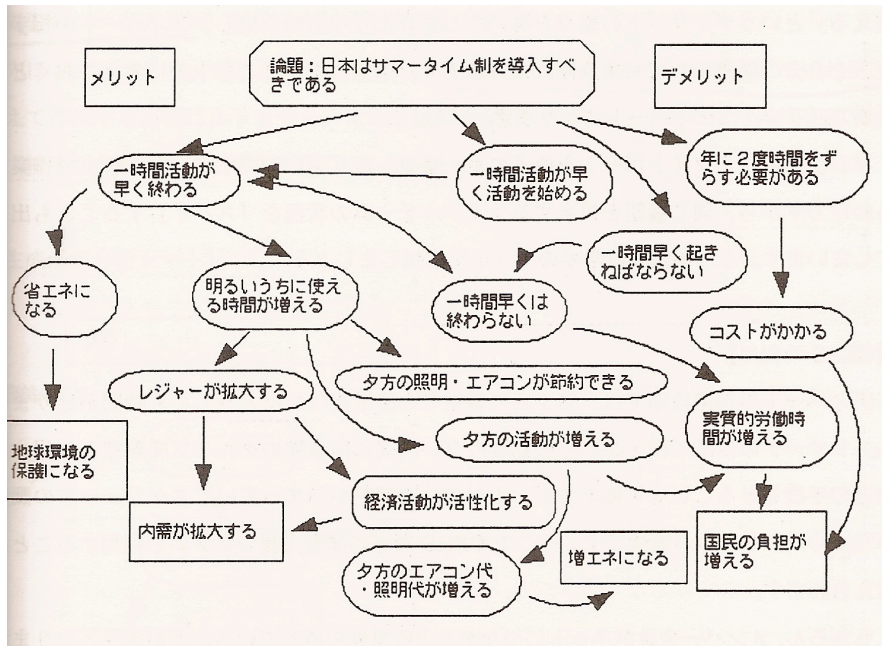 メリット
論題：日本はサマータイム制を導入すべ
きである
デメリット
一時間活動が
早く終わる
一時間活動が早
く活動を始める
年に２度時間をず
らす必要がある
一時間早く起き
ねばならない
省エネに
なる
明るいうちに使え
る時間が増える
一時間早くは
終わらない
コストがかかる
レジャーが拡大する
夕方の照明・エアコンが節約できる
実質的労働時
間が増える
夕方の活動が増える
地球環境の
保護になる
経済活動が活性化する
内需が拡大する
国民の負担が
増える
増エネになる
夕方のエアコン代
・照明代が増える